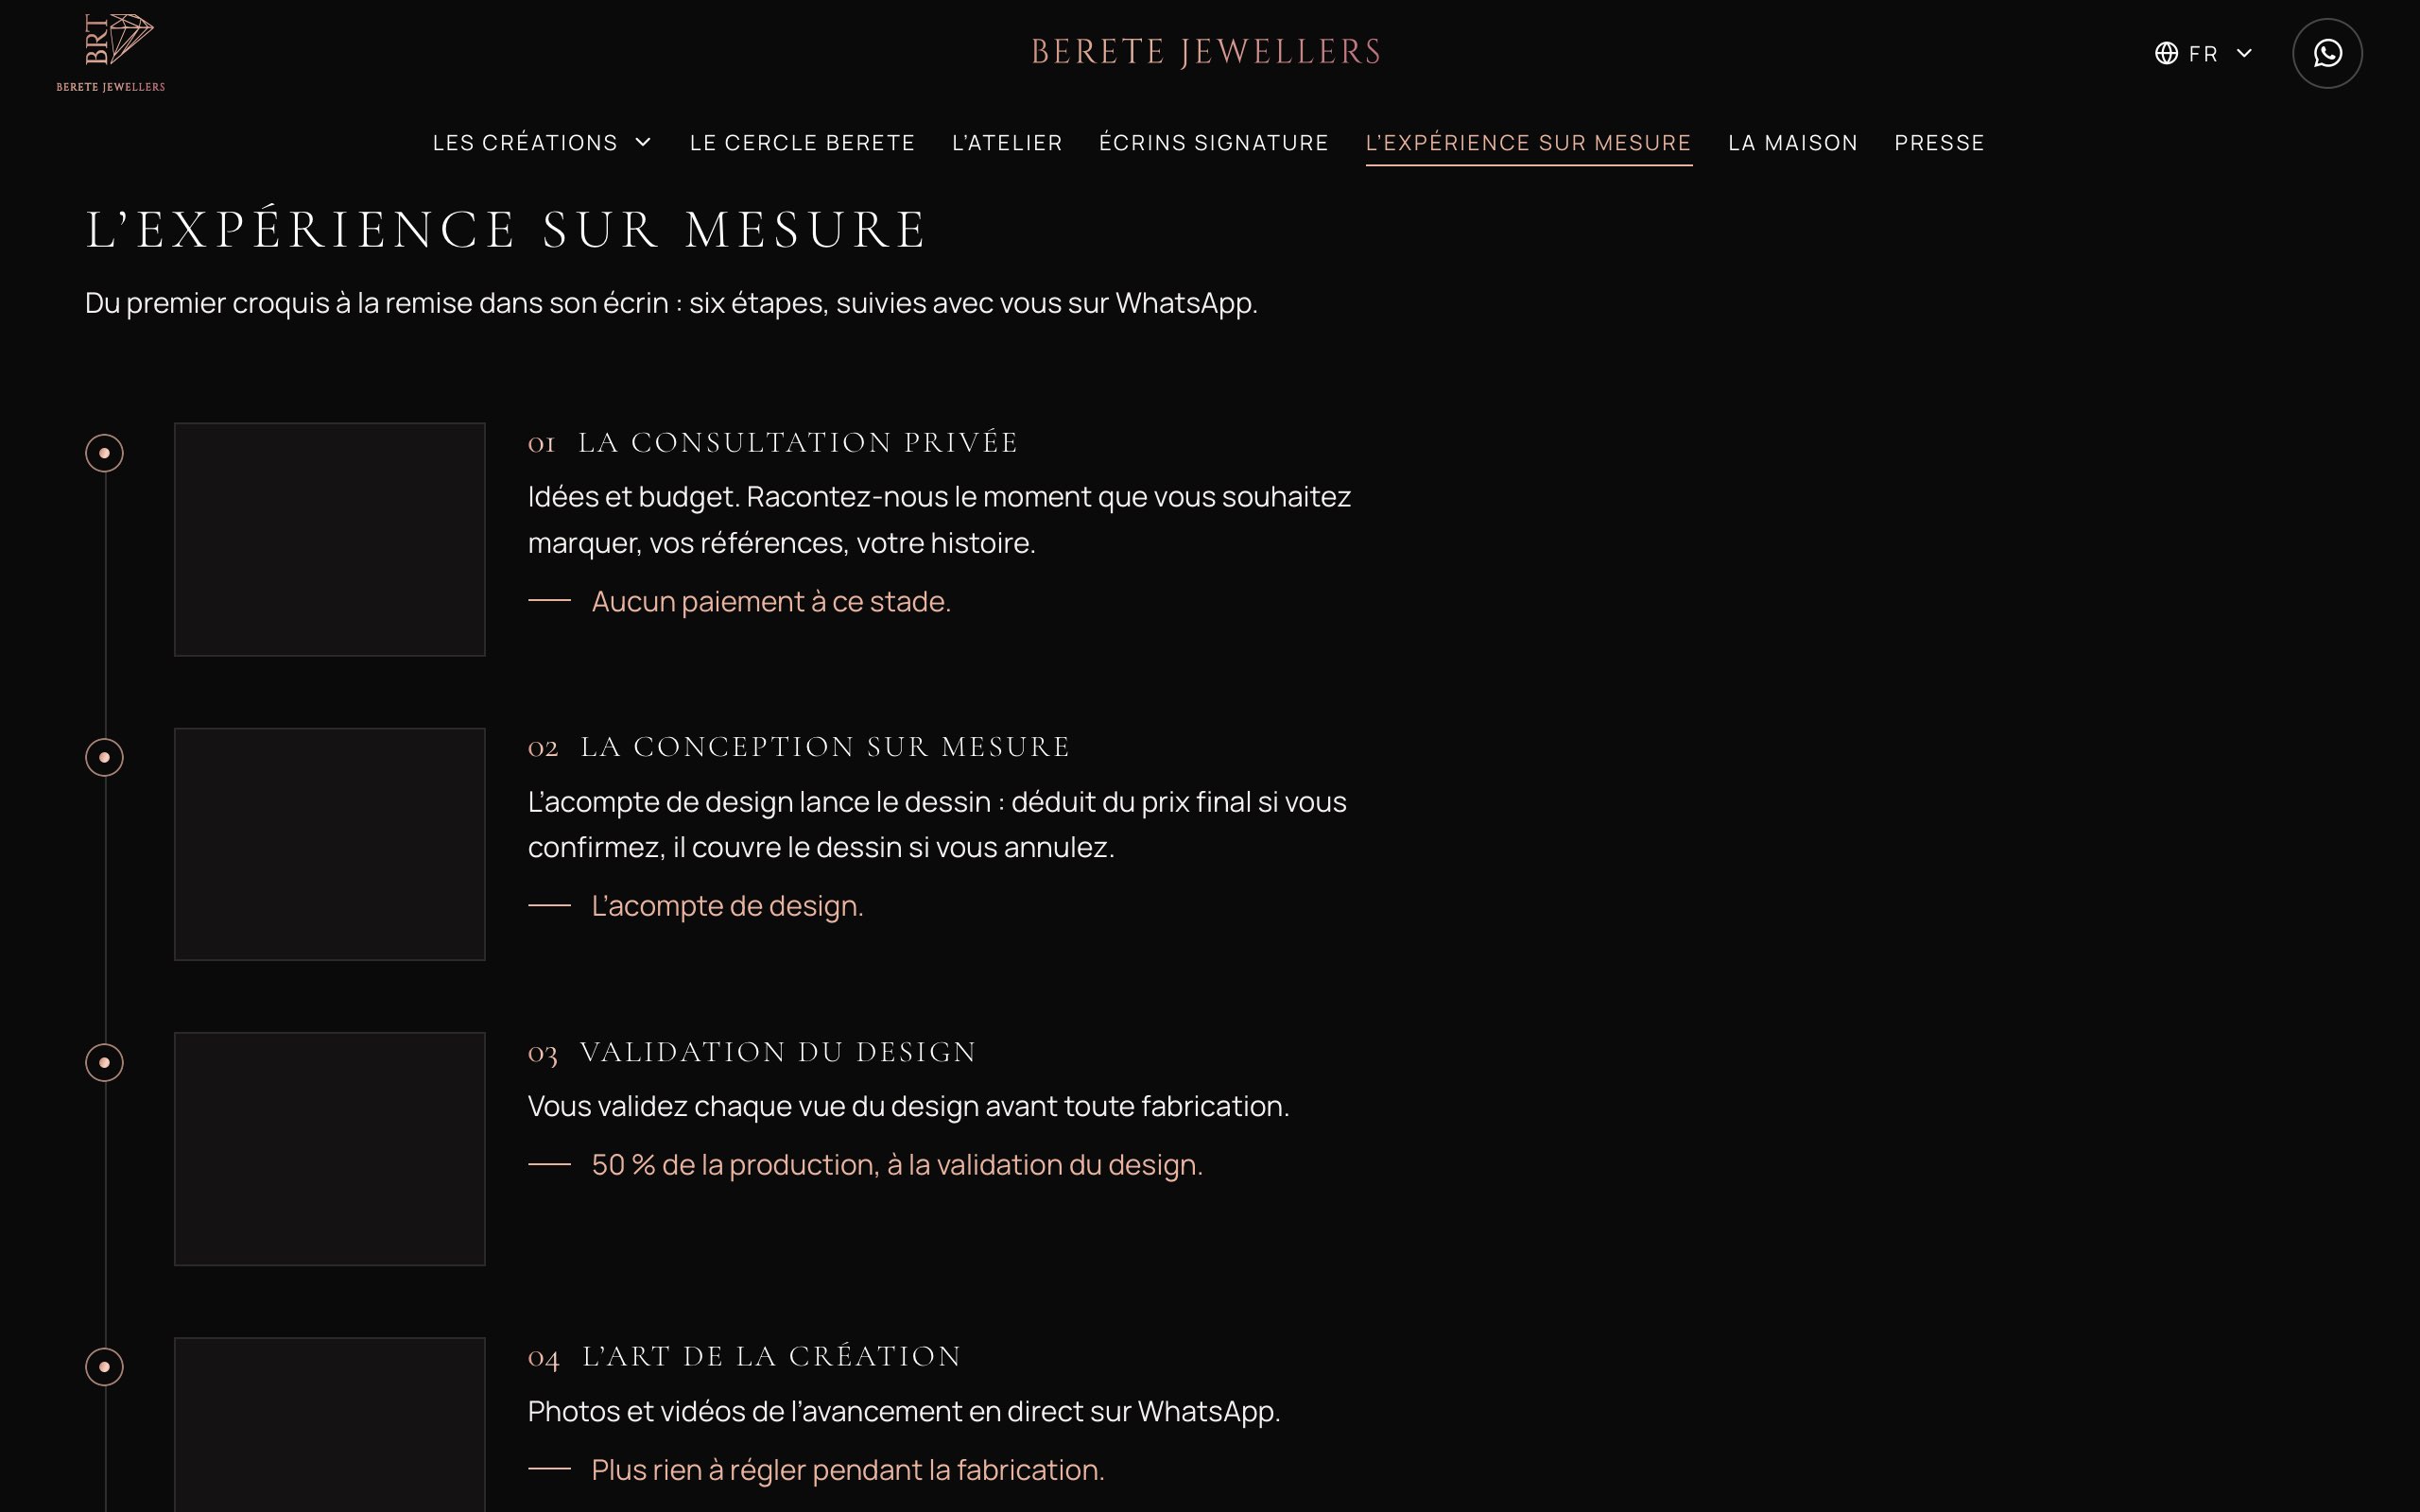 BRT
BERETE JEWELLERS
BERETE JEWELLERS
FR
LES CRÉATIONS LE CERCLE BERETE L’ATELIER ÉCRINS SIGNATURE L’EXPÉRIENCE SUR MESURE LA MAISON PRESSE
L’EXPÉRIENCE SUR MESURE
Du premier croquis à la remise dans son écrin : six étapes, suivies avec vous sur WhatsApp.
01 LA CONSULTATION PRIVÉE
Idées et budget. Racontez-nous le moment que vous souhaitez
marquer, vos références, votre histoire.
Aucun paiement à ce stade.
02 LA CONCEPTION SUR MESURE
L’acompte de design lance le dessin : déduit du prix final si vous
confirmez, il couvre le dessin si vous annulez.
L’acompte de design.
03 VALIDATION DU DESIGN
Vous validez chaque vue du design avant toute fabrication.
50 % de la production, à la validation du design.
04 L’ART DE LA CRÉATION
Photos et vidéos de l’avancement en direct sur WhatsApp.
Plus rien à régler pendant la fabrication.